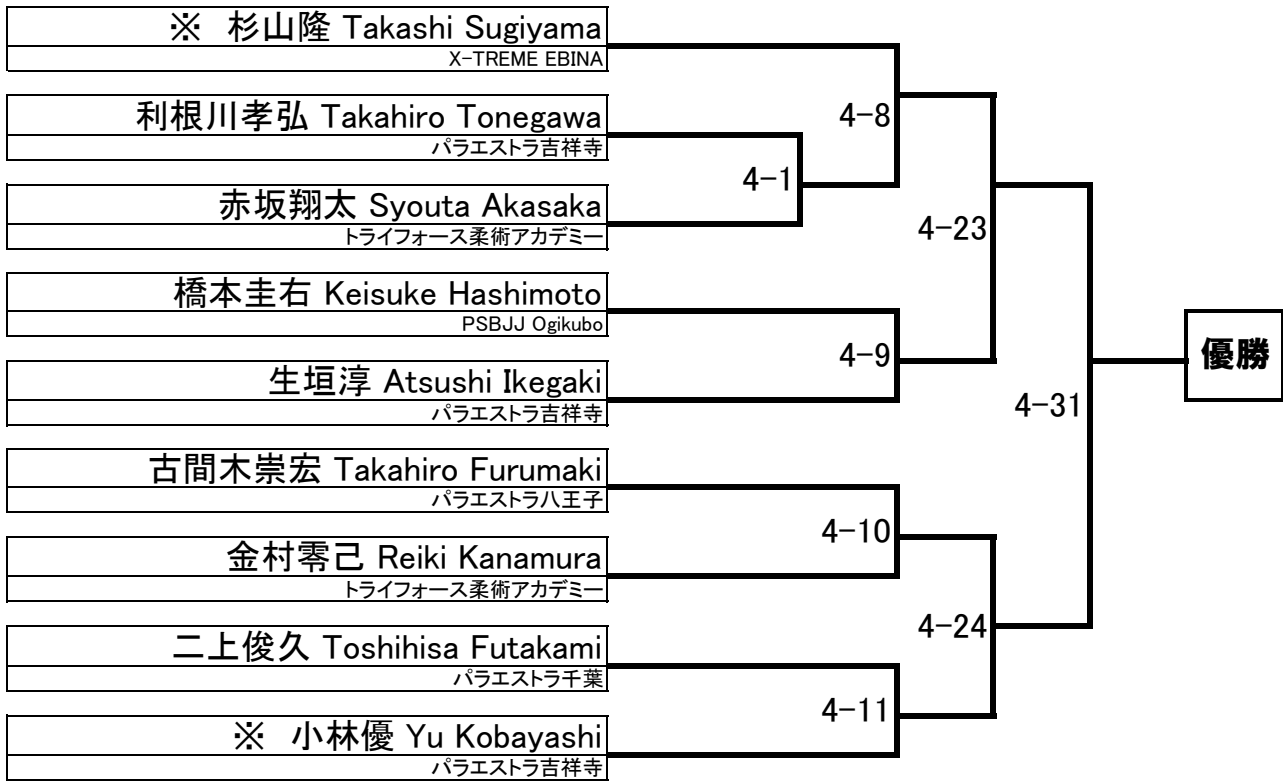 ※ 杉山隆 Takashi Sugiyama
X-TREME EBINA
利根川孝弘 Takahiro Tonegawa
パラエストラ吉祥寺
赤坂翔太 Syouta Akasaka
トライフォース柔術アカデミー
橋本圭右 Keisuke Hashimoto
PSBJJ Ogikubo
生垣淳 Atsushi Ikegaki
パラエストラ吉祥寺
古間木崇宏 Takahiro Furumaki
パラエストラ八王子
金村零己 Reiki Kanamura
トライフォース柔術アカデミー
二上俊久 Toshihisa Futakami
パラエストラ千葉
※ 小林優 Yu Kobayashi
パラエストラ吉祥寺
4-1
4-8
4-9
4-10
4-11
4-23
4-24
4-31
優勝